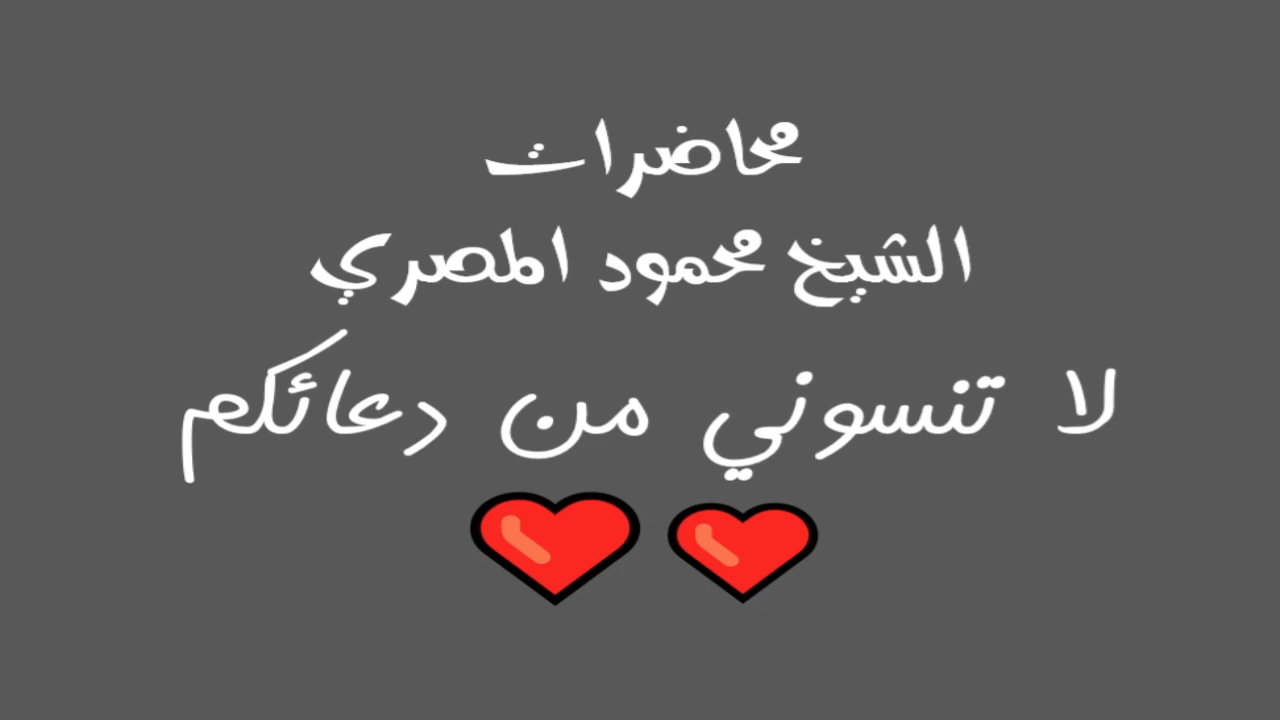 محاضرات
الشيخ محمود المصري
لا تنسوني من دعائكم